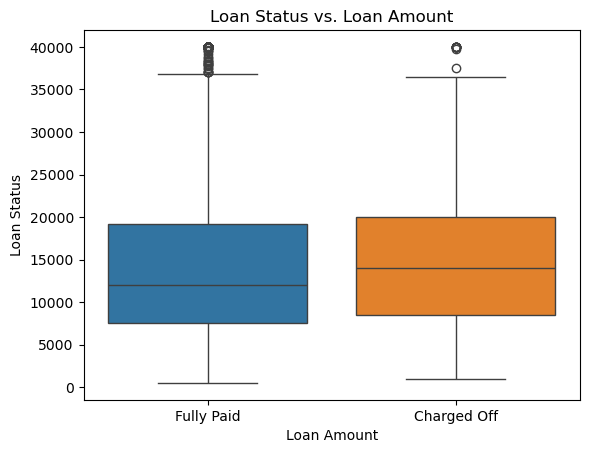 Loan Status vs. Loan Amount
40000
35000
30000
25000
20000
15000
10000
5000
0
Loan Status
Fully Paid
Charged Off
Loan Amount